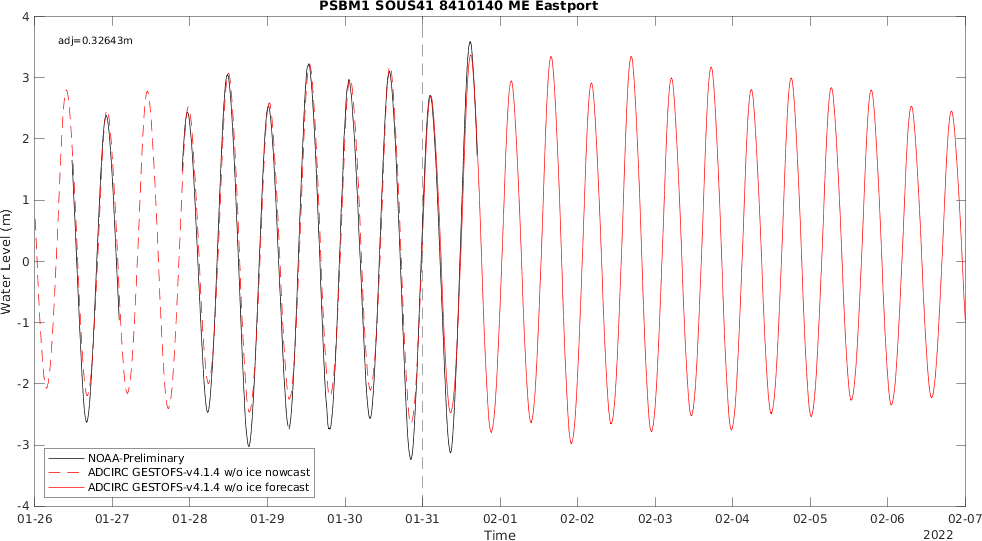 PSBM1 SOUS41 8410140 ME Eastport
adj=0.32643m
4
3
2
1
0
-1
-2
-3
-4
Water Level (m)
NOAA-Preliminary
ADCIRC GESTOFS-v4.1.4 w/o ice nowcast
ADCIRC GESTOFS-v4.1.4 w/o ice forecast
01-26 01-27 01-28 01-29 01-30 01-31 02-01 02-02 02-03 02-04 02-05 02-06 02-07
Time
2022